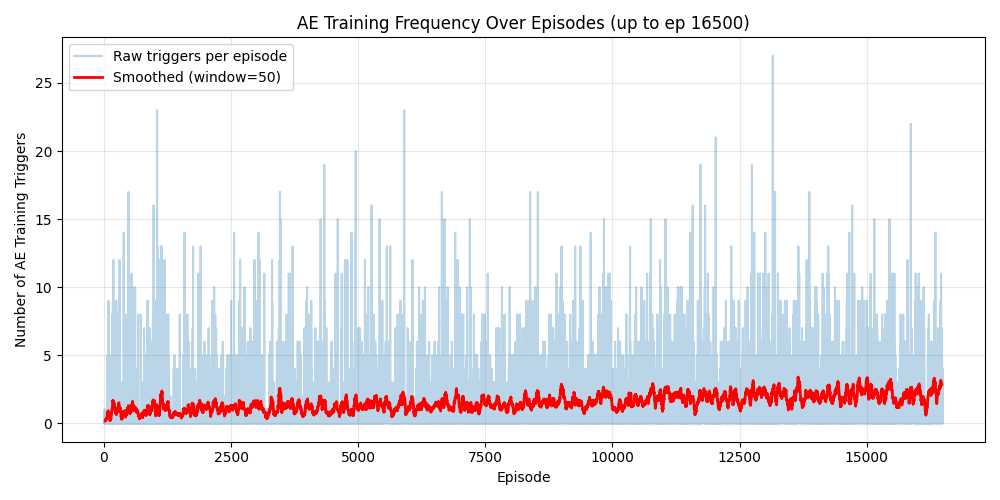 AE Training Frequency Over Episodes (up to ep 16500)
Raw triggers per episode
Smoothed (window=50)
Number of AE Training Triggers
25
20
15
10
5
0
0 2500 5000 7500 10000 12500 15000
Episode